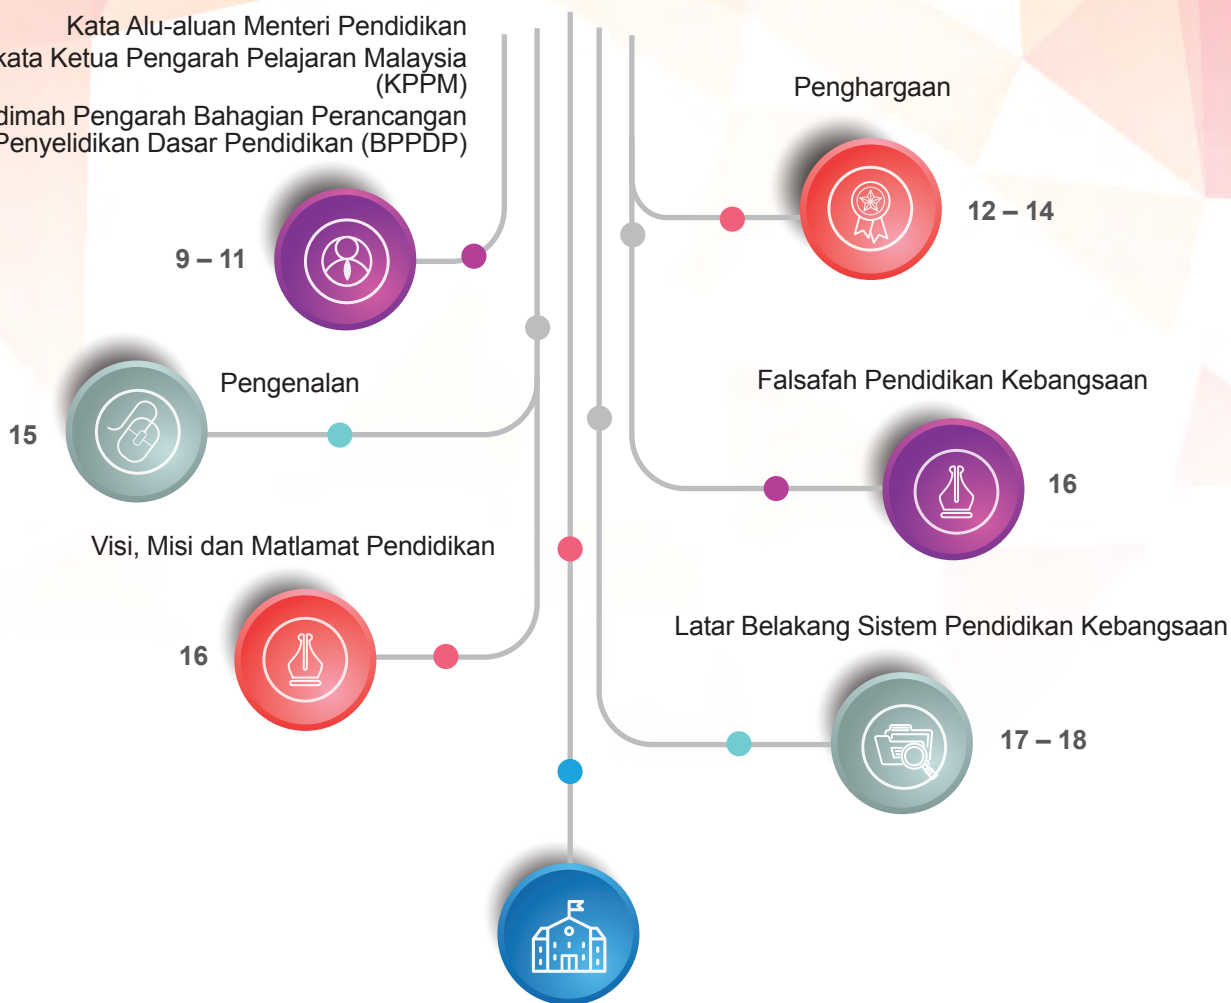 Kata Alu-aluan Menteri Pendidikan
kata Ketua Pengarah Pelajaran Malaysia
(KPPM)
Pengarah Bahagian Perancangan
Penyelidikan Dasar Pendidikan (BPPDP)
9 – 11
Penghargaan
12 – 14
Pengenalan
15
Falsafah Pendidikan Kebangsaan
16
Visi, Misi dan Matlamat Pendidikan
16
Latar Belakang Sistem Pendidikan Kebangsaan
17 – 18